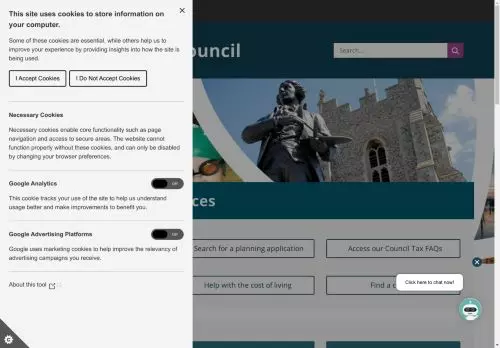 This site uses cookies to store information on
your computer.
Some of these cookies are essential, while others help us to
improve your experience by providing insights into how the site is
being used.
I Accept Cookies
I Do Not Accept Cookies
Necessary Cookies
Necessary cookies enable core functionality such as page
navigation and access to secure areas. The website cannot
function properly without these cookies, and can only be disabled
by changing your browser preferences.
Google Analytics
Off
This cookie tracks your use of the site to help us understand
usage better and make improvements to benefit you.
Google Advertising Platforms
Off
Google uses marketing cookies to help improve the relevancy of
advertising campaigns you receive.
About this tool
ouncil
Search...
ces
Search for a planning application
Access our Council Tax FAQs
Help with the cost of living
Find a c
Click here to chat now!